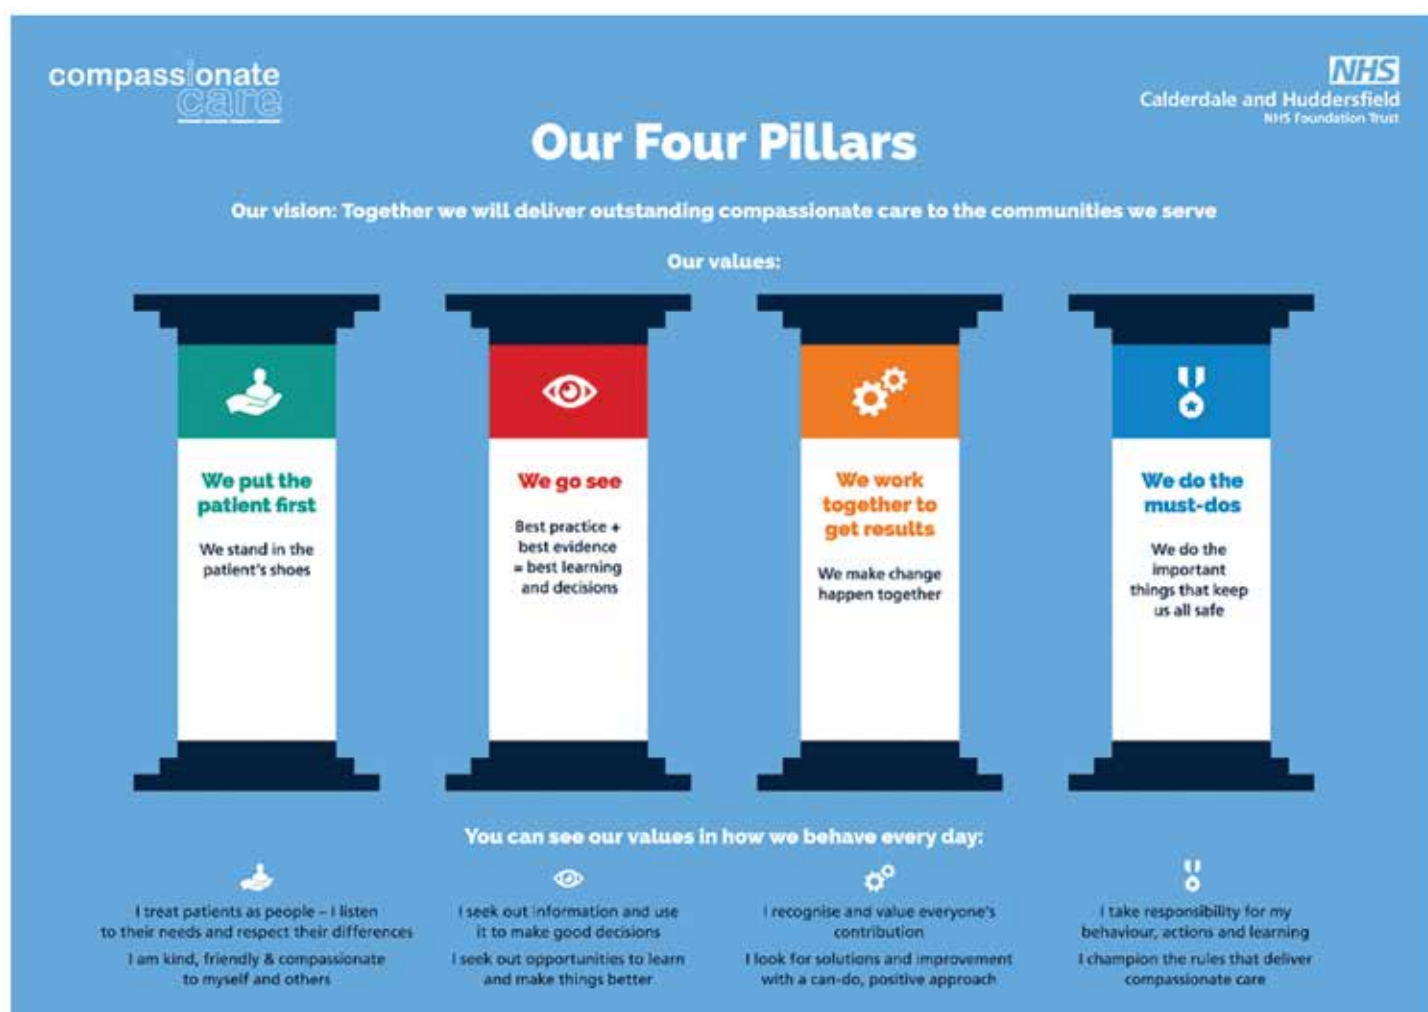 compassionate
care
NHS
Calderdale and Huddersfield
NHS Foundation Trust
Our Four Pillars
Our vision: Together we will deliver outstanding compassionate care to the communities we serve
Our values:
We put the
patient first
We stand in the
patient's shoes
We go see
Best practice +
best evidence
= best learning
and decisions
We work
together to
get results
We make change
happen together
We do the
must-dos
We do the
important
things that keep
us all safe
You can see our values in how we behave every day:
I treat patients as people – I listen
to their needs and respect their differences
I am kind, friendly & compassionate
to myself and others
I seek out information and use
it to make good decisions
I seek out opportunities to learn
and make things better
I recognise and value everyone's
contribution
I look for solutions and improvement
with a can-do, positive approach
I take responsibility for my
behaviour, actions and learning
I champion the rules that deliver
compassionate care